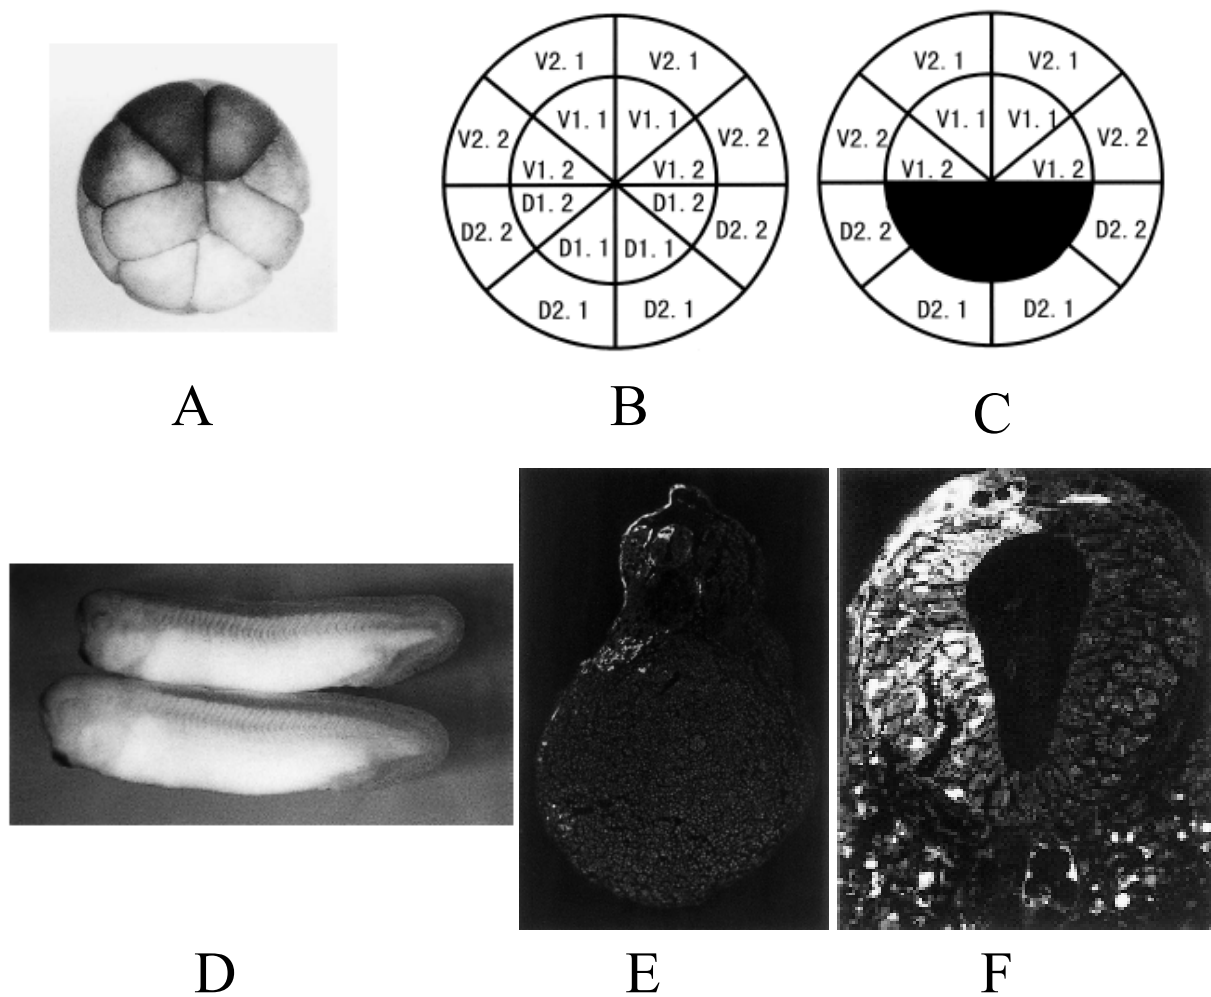 V2. 1 V2. 1 V2. 1 V2. 1
V1. 1 V1. 1 V1. 1 V1. 1
V2. 2 V2. 2 V2. 2 V2. 2
V1. 2 V1. 2 V1. 2 V1. 2
D1. 2 D1. 2
D2. 2 D2. 2 D2. 2 D2. 2
D1. 1 D1. 1
D2. 1 D2. 1 D2. 1 D2. 1
A B C
D E F